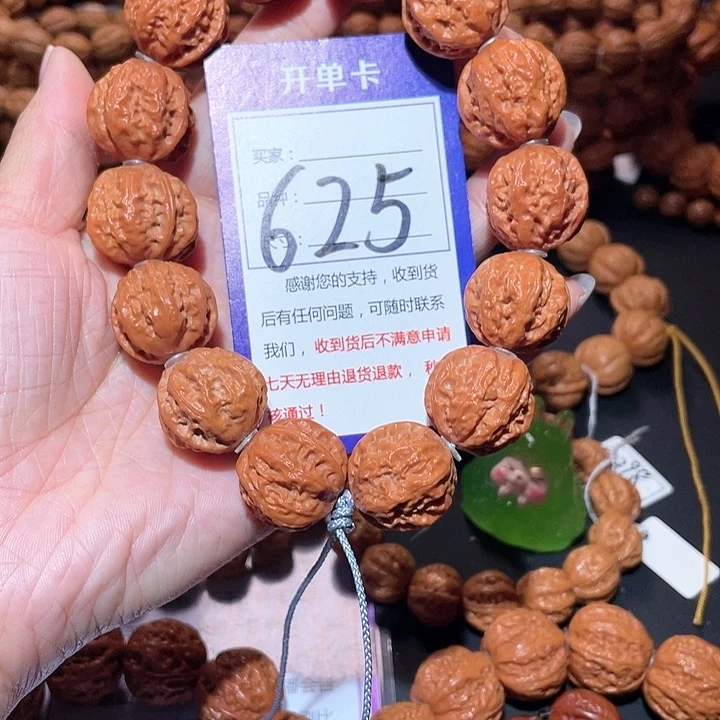 开单卡
买家：
品种：
625
感谢您的支持，收到货
后有任何问题，可随时联系
我们，收到货后不满意申请
七天无理由退货退款，秒
核通过！